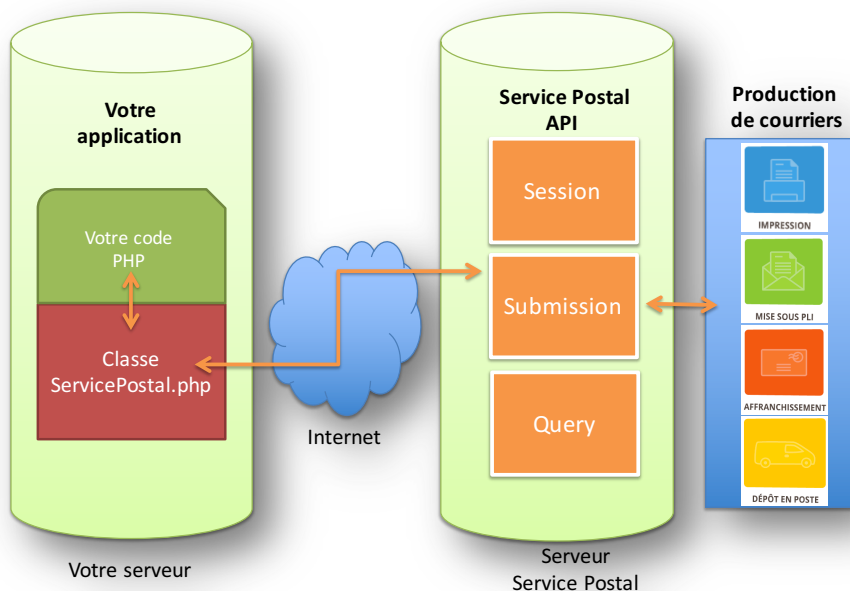 Votre
application
Votre code
PHP
Classe
ServicePostal.php
Votre serveur
Internet
Service Postal
API
Session
Submission
Query
Serveur
Service Postal
Production
de courriers
IMPRESSION
MISE SOUS PLI
AFFRANCHISSEMENT
DÉPÔT EN POSTE